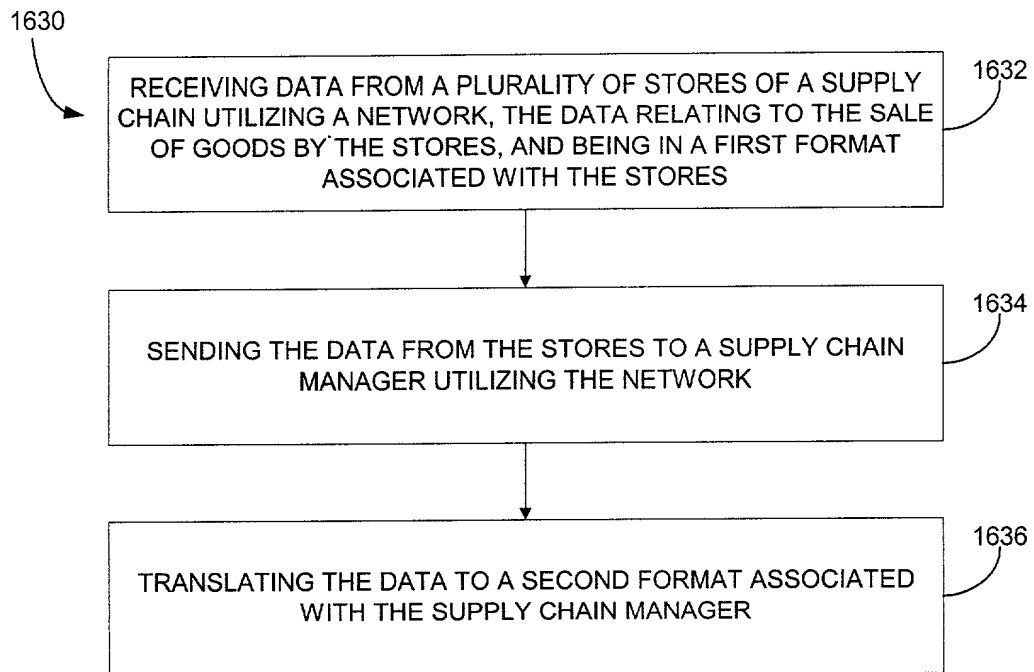 1630
RECEIVING DATA FROM A PLURALITY OF STORES OF A SUPPLY
CHAIN UTILIZING A NETWORK, THE DATA RELATING TO THE SALE
OF GOODS BY THE STORES, AND BEING IN A FIRST FORMAT
ASSOCIATED WITH THE STORES
1632
SENDING THE DATA FROM THE STORES TO A SUPPLY CHAIN
MANAGER UTILIZING THE NETWORK
1634
TRANSLATING THE DATA TO A SECOND FORMAT ASSOCIATED
WITH THE SUPPLY CHAIN MANAGER
1636